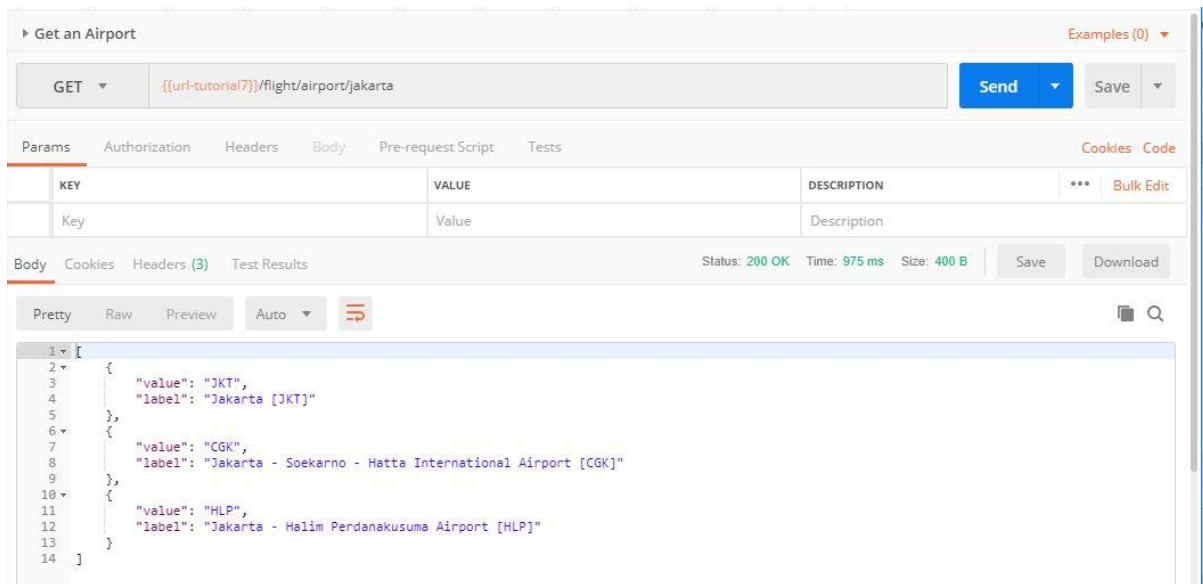 Get an Airport Examples (0)
GET {{url-tutorial7}}/flight/airport/jakarta Send Save
Params Authorization Headers Body Pre-request Script Tests Cookies Code
KEY VALUE DESCRIPTION ••• Bulk Edit
Key Value Description
Body Cookies Headers (3) Test Results Status: 200 OK Time: 975 ms Size: 400 B Save Download
Pretty Raw Preview Auto
1 [
2 {
3 "value": "JKT",
4 "label": "Jakarta [JKT]"
5 },
6 {
7 "value": "CGK",
8 "label": "Jakarta - Soekarno - Hatta International Airport [CGK]"
9 },
10 {
11 "value": "HLP",
12 "label": "Jakarta - Halim Perdanakusuma Airport [HLP]"
13 }
14 ]